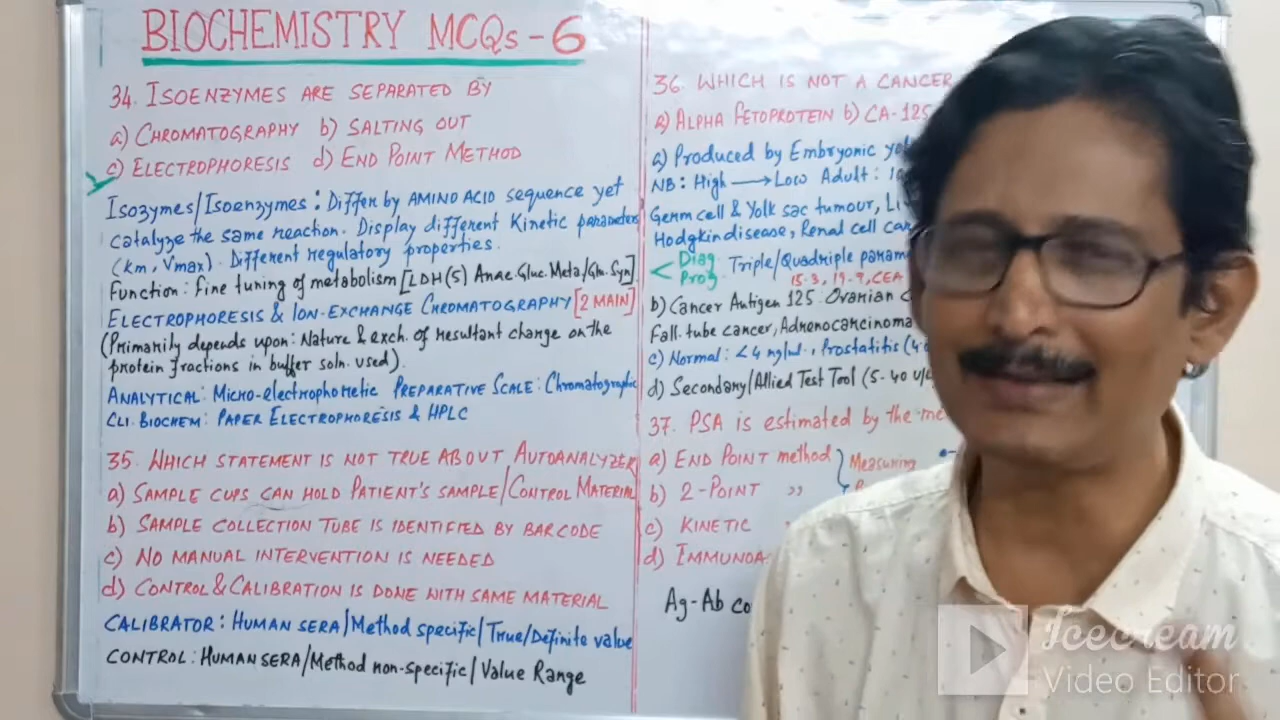 BIOCHEMISTRY MCQs - 6
34. ISOENZYMES ARE SEPARATED BY
a) CHROMATOGRAPHY b) SALTING OUT
c) ELECTROPHORESIS d) END POINT METHOD
Isozymes/Isoenzymes: Differ by AMINO ACID sequence yet
catalyze the same reaction. Display different Kinetic parameters
(Km, Vmax). Different regulatory properties.
Function: Fine tuning of metabolism [LDH(5) Anae.Gluc.Meta./Gln.Syn]
ELECTROPHORESIS & ION-EXCHANGE CHROMATOGRAPHY [2 MAIN]
(Primarily depends upon: Nature & exch. of resultant change on the
protein fractions in buffer soln. used).
ANALYTICAL: Micro-electrophoretic PREPARATIVE SCALE: Chromatographic
CLI. BIOCHEM: PAPER ELECTROPHORESIS & HPLC
35. WHICH STATEMENT IS NOT TRUE ABOUT AUTOANALYZER
a) SAMPLE CUPS CAN HOLD PATIENT'S SAMPLE/CONTROL MATERIAL
b) SAMPLE COLLECTION TUBE IS IDENTIFIED BY BARCODE
c) NO MANUAL INTERVENTION IS NEEDED
d) CONTROL & CALIBRATION IS DONE WITH SAME MATERIAL
CALIBRATOR: HUMAN SERA/Method specific/True/Definite value
CONTROL: HUMAN SERA/Method non-specific/Value Range
36. WHICH IS NOT A CANCER
a) ALPHA FETOPROTEIN b) CA-125
a) Produced by Embryonic
NB: High → Low Adult:
Germ cell & Yolk sac tumour,
Hodgkin disease, Renal cell
< Diag Prog Triple/Quadriple
15-3, 19-9, CEA
b) Cancer Antigen 125: Ovarian
Fall. tube cancer, Adenocarcinoma
c) Normal: <4 ng/ml, Prostatitis
d) Secondary/Allied Test Tool
37. PSA IS ESTIMATED BY THE
a) END POINT method } Measuring
b) 2-POINT "
c) KINETIC
d)
Ag-Ab
Icecream
Video Editor